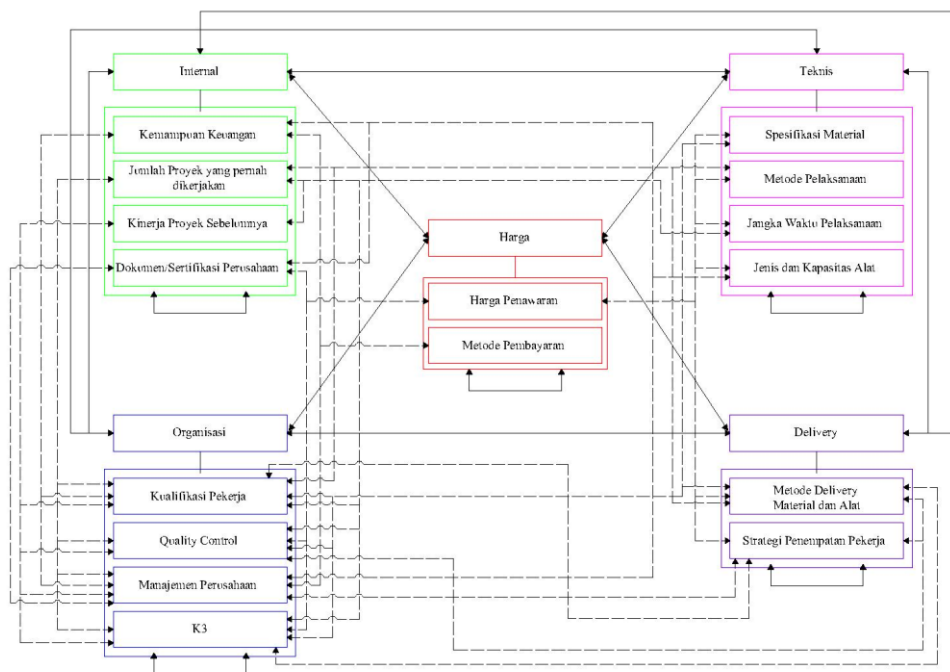 Internal
Teknis
Kemampuan Keuangan
Jumlah Proyek yang pernah
dikerjakan
Kinerja Proyek Sebelumnya
Dokumen/Sertifikasi Perusahaan
Spesifikasi Material
Metode Pelaksanaan
Jangka Waktu Pelaksanaan
Jenis dan Kapasitas Alat
Harga
Harga Penawaran
Metode Pembayaran
Organisasi
Delivery
Kualifikasi Pekerja
Quality Control
Manajemen Perusahaan
K3
Metode Delivery
Material dan Alat
Strategi Penempatan Pekerja